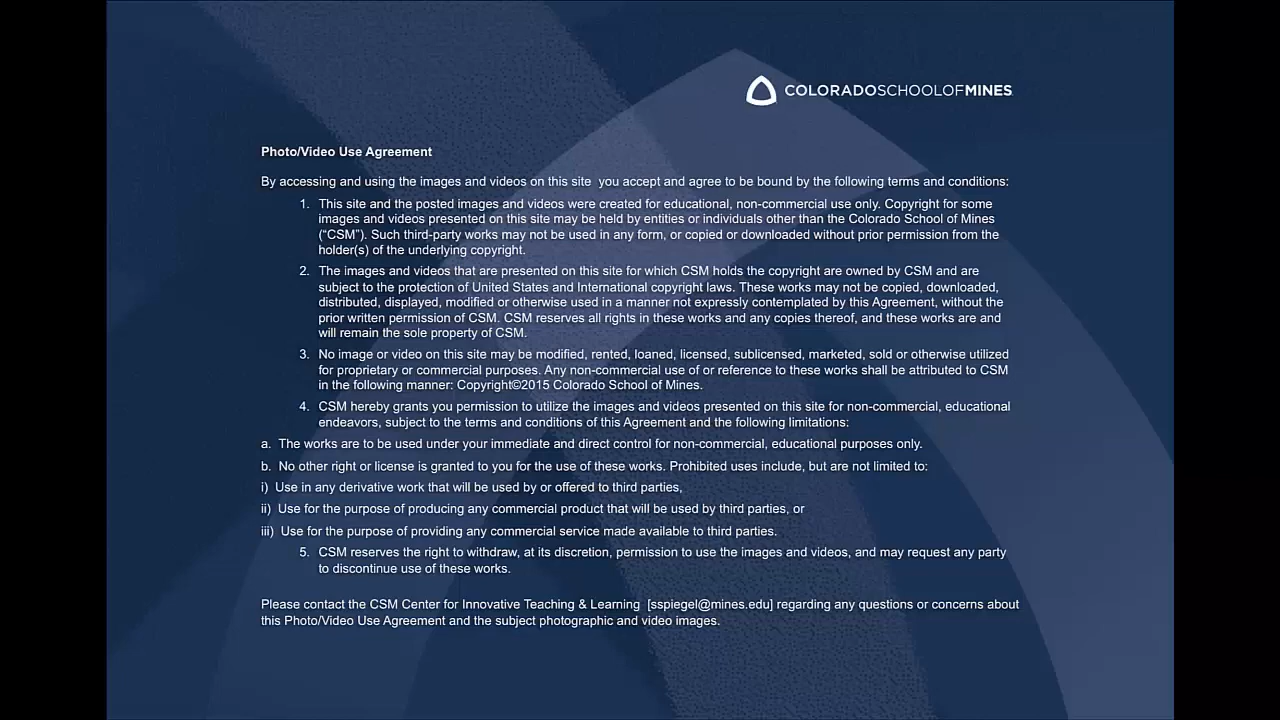 COLORADOSCHOOLOFMINES
Photo/Video Use Agreement
By accessing and using the images and videos on this site you accept and agree to be bound by the following terms and conditions:
1. This site and the posted images and videos were created for educational, non-commercial use only. Copyright for some
images and videos presented on this site may be held by entities or individuals other than the Colorado School of Mines
(“CSM”). Such third-party works may not be used in any form, or copied or downloaded without prior permission from the
holder(s) of the underlying copyright.
2. The images and videos that are presented on this site for which CSM holds the copyright are owned by CSM and are
subject to the protection of United States and International copyright laws. These works may not be copied, downloaded,
distributed, displayed, modified or otherwise used in a manner not expressly contemplated by this Agreement, without the
prior written permission of CSM. CSM reserves all rights in these works and any copies thereof, and these works are and
will remain the sole property of CSM.
3. No image or video on this site may be modified, rented, loaned, licensed, sublicensed, marketed, sold or otherwise utilized
for proprietary or commercial purposes. Any non-commercial use of or reference to these works shall be attributed to CSM
in the following manner: Copyright©2015 Colorado School of Mines.
4. CSM hereby grants you permission to utilize the images and videos presented on this site for non-commercial, educational
endeavors, subject to the terms and conditions of this Agreement and the following limitations:
a. The works are to be used under your immediate and direct control for non-commercial, educational purposes only.
b. No other right or license is granted to you for the use of these works. Prohibited uses include, but are not limited to:
i) Use in any derivative work that will be used by or offered to third parties,
ii) Use for the purpose of producing any commercial product that will be used by third parties, or
iii) Use for the purpose of providing any commercial service made available to third parties.
5. CSM reserves the right to withdraw, at its discretion, permission to use the images and videos, and may request any party
to discontinue use of these works.
Please contact the CSM Center for Innovative Teaching & Learning [sspiegel@mines.edu] regarding any questions or concerns about
this Photo/Video Use Agreement and the subject photographic and video images.